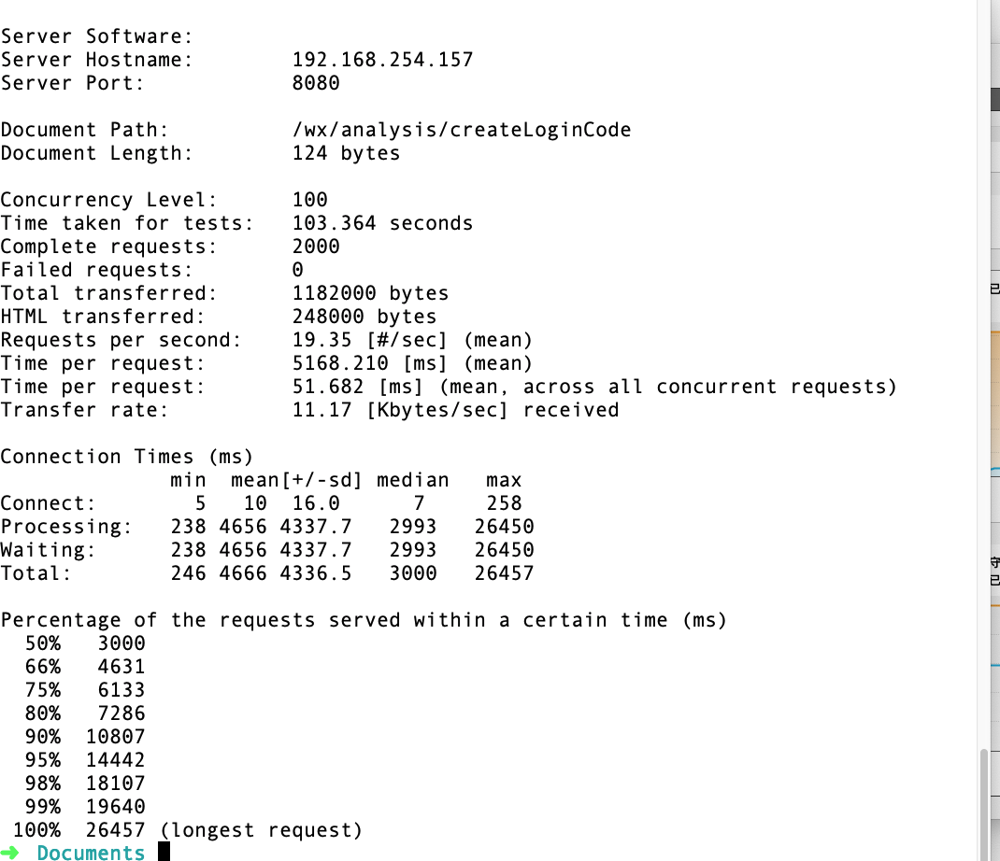 Server Software:
Server Hostname:        192.168.254.157
Server Port:            8080
Document Path:          /wx/analysis/createLoginCode
Document Length:        124 bytes
Concurrency Level:      100
Time taken for tests:   103.364 seconds
Complete requests:      2000
Failed requests:        0
Total transferred:      1182000 bytes
HTML transferred:       248000 bytes
Requests per second:    19.35 [#/sec] (mean)
Time per request:       5168.210 [ms] (mean)
Time per request:       51.682 [ms] (mean, across all concurrent requests)
Transfer rate:          11.17 [Kbytes/sec] received
Connection Times (ms)
              min  mean[+/-sd] median   max
Connect:        5   10  16.0      7     258
Processing:   238 4656 4337.7   2993   26450
Waiting:      238 4656 4337.7   2993   26450
Total:        246 4666 4336.5   3000   26457
Percentage of the requests served within a certain time (ms)
  50%   3000
  66%   4631
  75%   6133
  80%   7286
  90%  10807
  95%  14442
  98%  18107
  99%  19640
 100%  26457 (longest request)
➜  Documents